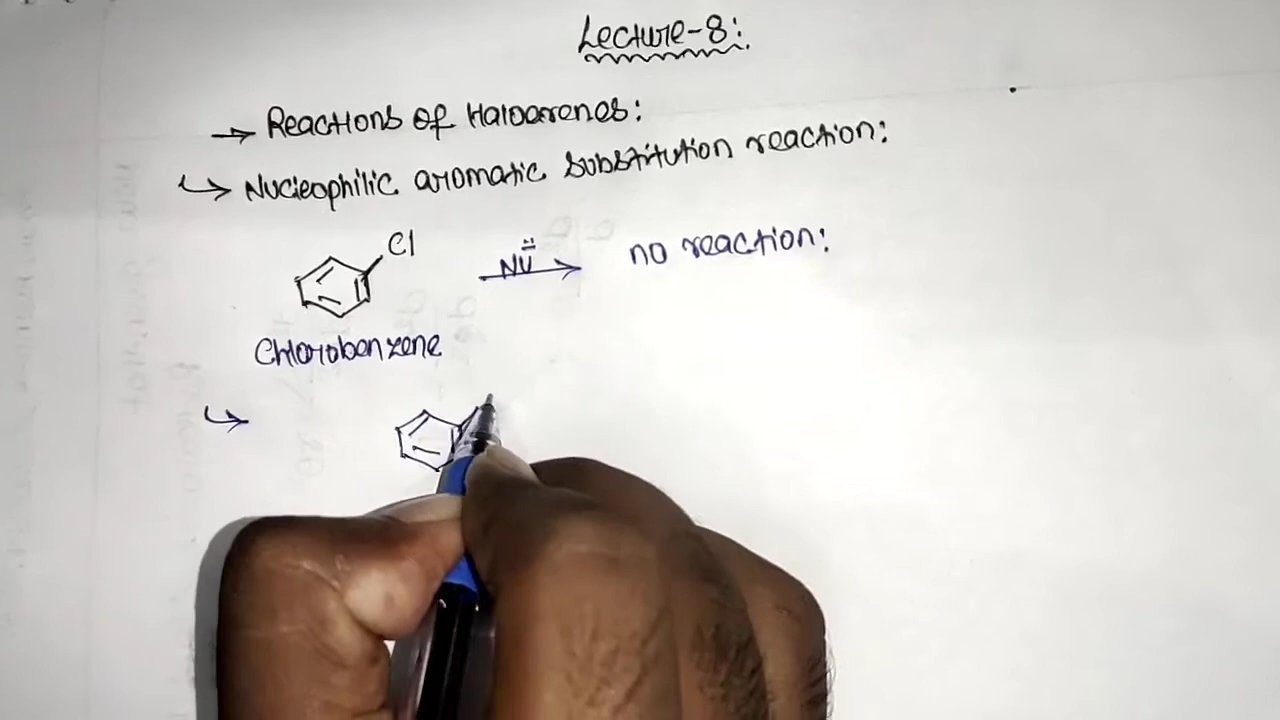 Lecture-8:
→ Reactions of Haloarenes:
↳ Nucleophilic aromatic substitution reaction:
Cl
Nu no reaction:
Chlorobenzene